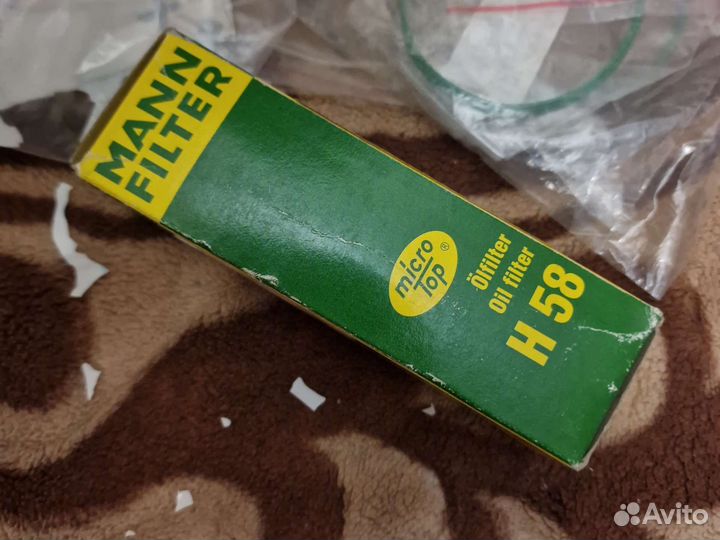 MANN
FILTER
micro
top ®
Ölfilter
Oil filter
H 58
Avito